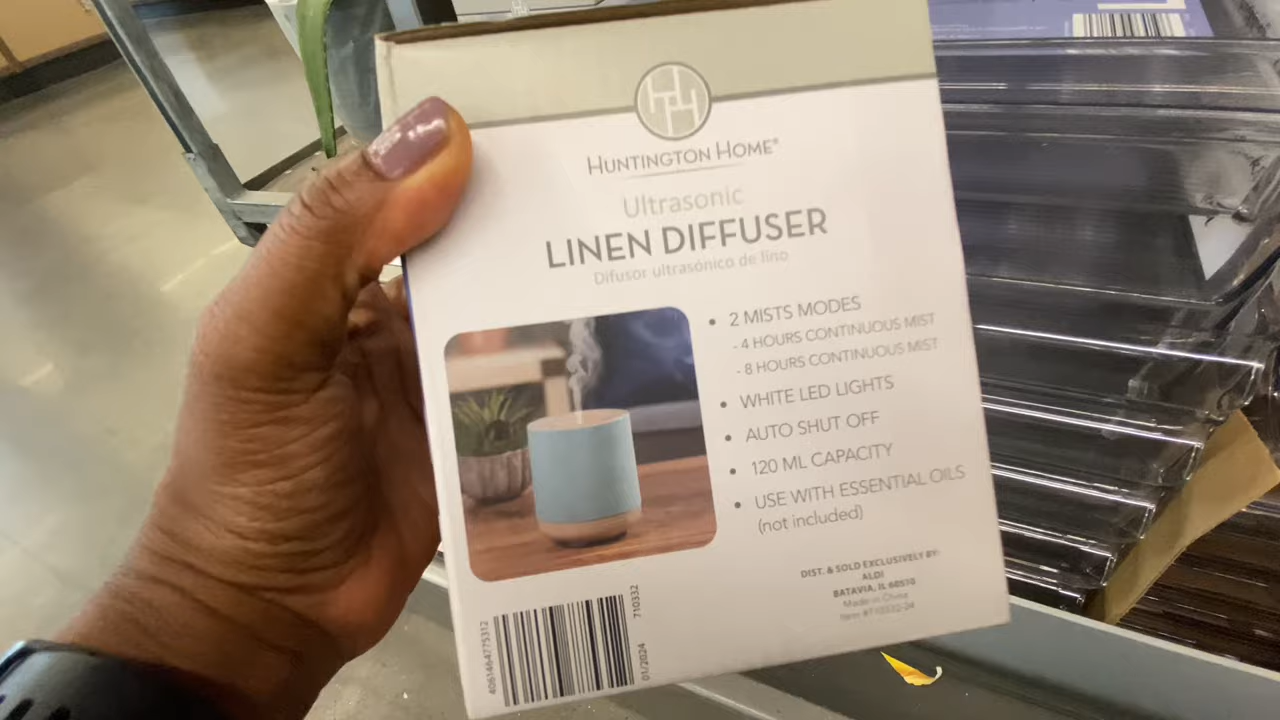 HUNTINGTON HOME®
Ultrasonic
LINEN DIFFUSER
Difusor ultrasónico de lino
• 2 MISTS MODES
- 4 HOURS CONTINUOUS MIST
- 8 HOURS CONTINUOUS MIST
• WHITE LED LIGHTS
• AUTO SHUT OFF
• 120 ML CAPACITY
• USE WITH ESSENTIAL OILS
(not included)
DIST. & SOLD EXCLUSIVELY BY:
ALDI
BATAVIA, IL 60510
Made in China
4061464775312
710332
01/2024